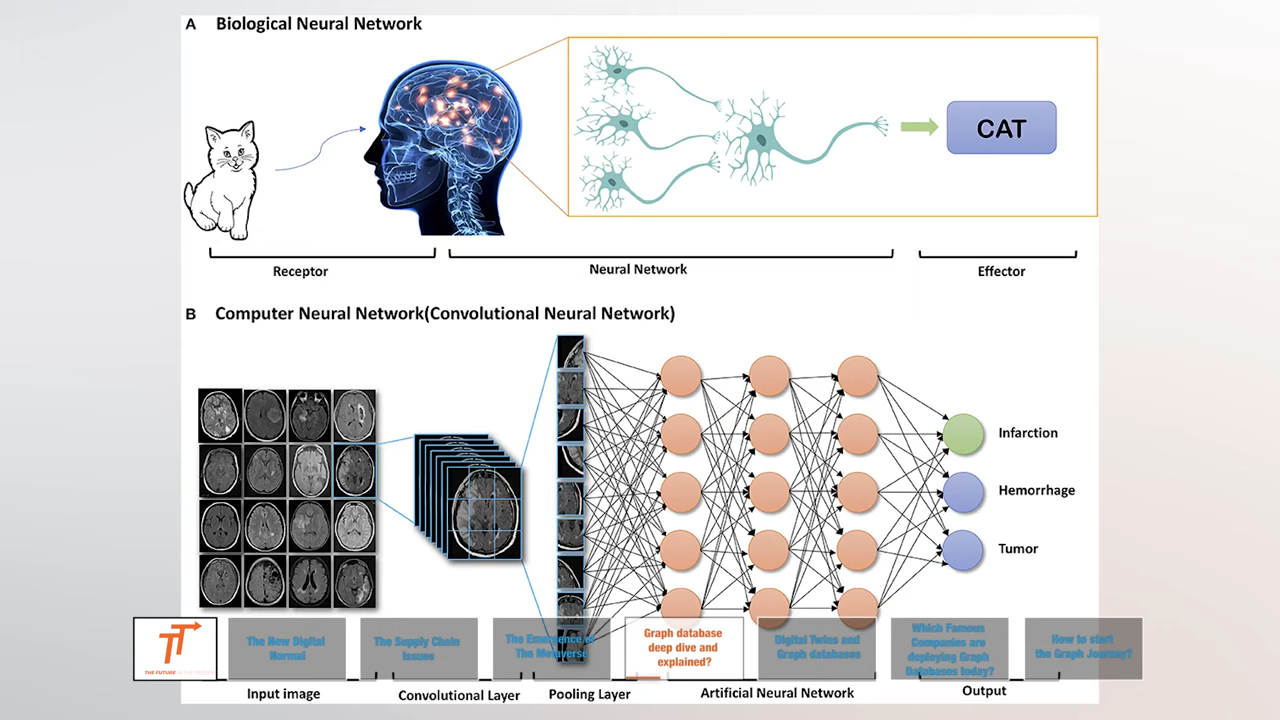 A Biological Neural Network
CAT
Receptor
Neural Network
Effector
B Computer Neural Network(Convolutional Neural Network)
Infarction
Hemorrhage
Tumor
TT
THE FUTURE IS THE
The New Digital
Normal
The Supply Chain
Issues
The Emergence of
The Metaverse
Graph database
deep dive and
explained?
Digital Twins and
Graph databases
Which Famous
Companies are
deploying Graph
Databases today?
How to start
the Graph Journey?
Input image
Convolutional Layer
Pooling Layer
Artificial Neural Network
Output